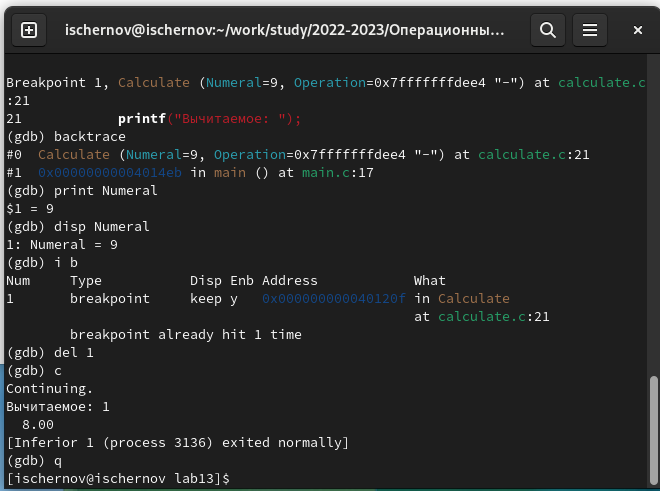 ischernov@ischernov:~/work/study/2022-2023/Операционны...
Breakpoint 1, Calculate (Numeral=9, Operation=0x7fffffffdee4 "-") at calculate.c
:21
21 printf("Вычитаемое: ");
(gdb) backtrace
#0 Calculate (Numeral=9, Operation=0x7fffffffdee4 "-") at calculate.c:21
#1 0x00000000004014eb in main () at main.c:17
(gdb) print Numeral
$1 = 9
(gdb) disp Numeral
1: Numeral = 9
(gdb) i b
Num Type Disp Enb Address What
1 breakpoint keep y 0x000000000040120f in Calculate
at calculate.c:21
breakpoint already hit 1 time
(gdb) del 1
(gdb) c
Continuing.
Вычитаемое: 1
8.00
[Inferior 1 (process 3136) exited normally]
(gdb) q
[ischernov@ischernov lab13]$